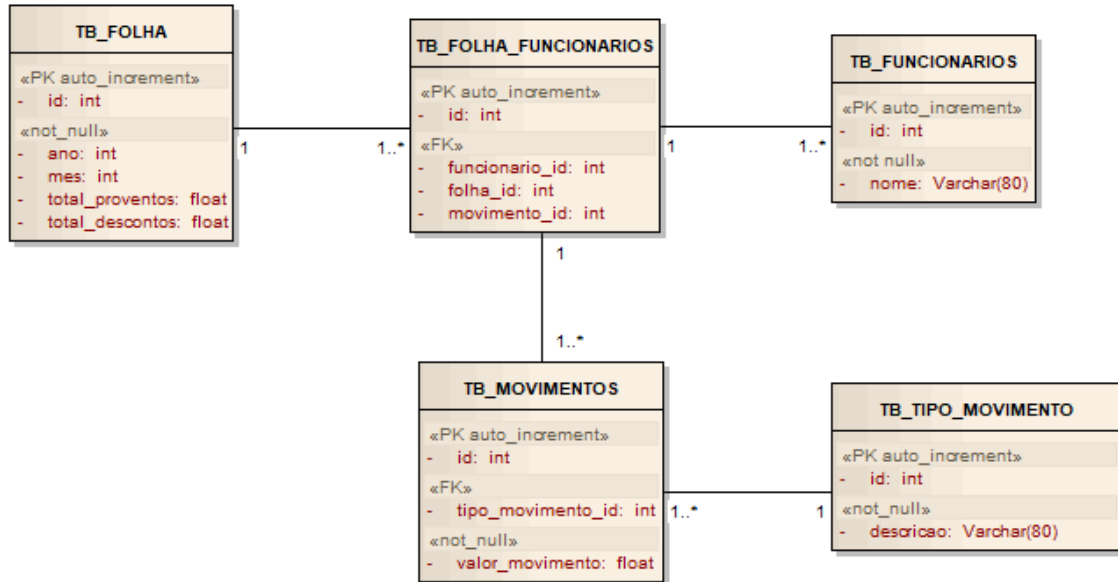 TB_FOLHA
«PK auto_increment»
- id: int
«not_null»
- ano: int
- mes: int
- total_proventos: float
- total_descontos: float
1
1..*
TB_FOLHA_FUNCIONARIOS
«PK auto_increment»
- id: int
«FK»
- funcionario_id: int
- folha_id: int
- movimento_id: int
1
1..*
TB_FUNCIONARIOS
«PK auto_increment»
- id: int
«not null»
- nome: Varchar(80)
1
1..*
TB_MOVIMENTOS
«PK auto_increment»
- id: int
«FK»
- tipo_movimento_id: int
«not_null»
- valor_movimento: float
1..*
1
TB_TIPO_MOVIMENTO
«PK auto_increment»
- id: int
«not_null»
- descricao: Varchar(80)